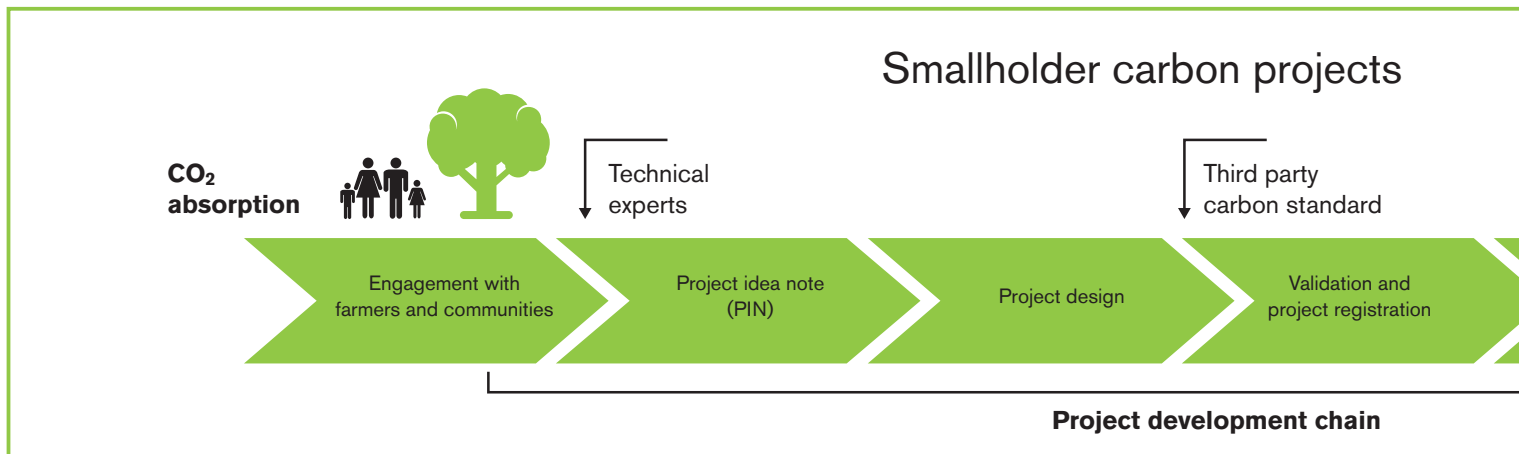 Smallholder carbon projects
CO₂
absorption
Technical
experts
Third party
carbon standard
Engagement with
farmers and communities
Project idea note
(PIN)
Project design
Validation and
project registration
Project development chain